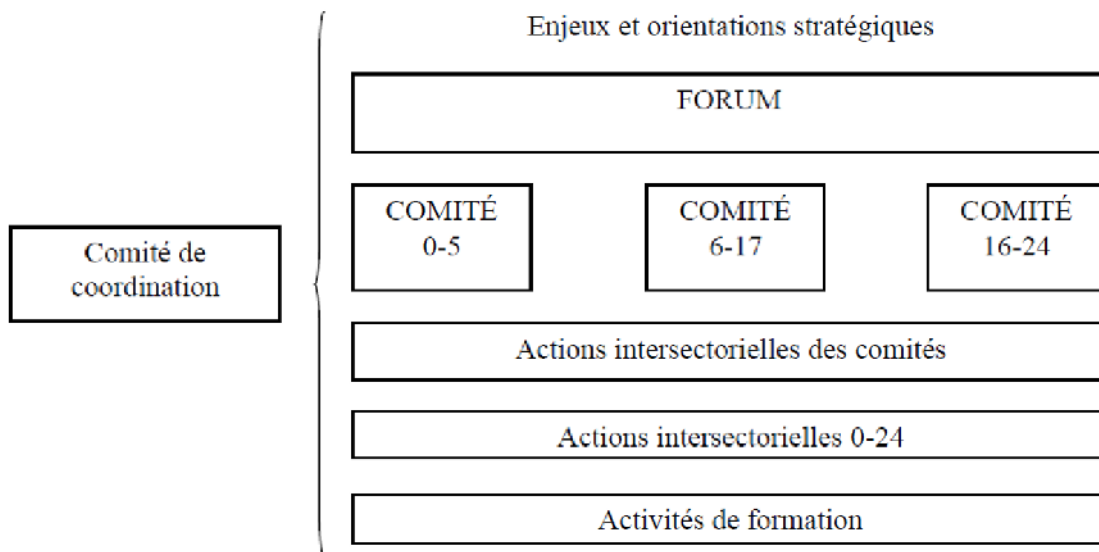 Enjeux et orientations stratégiques
FORUM
COMITÉ
0-5
COMITÉ
6-17
COMITÉ
16-24
Comité de
coordination
Actions intersectorielles des comités
Actions intersectorielles 0-24
Activités de formation